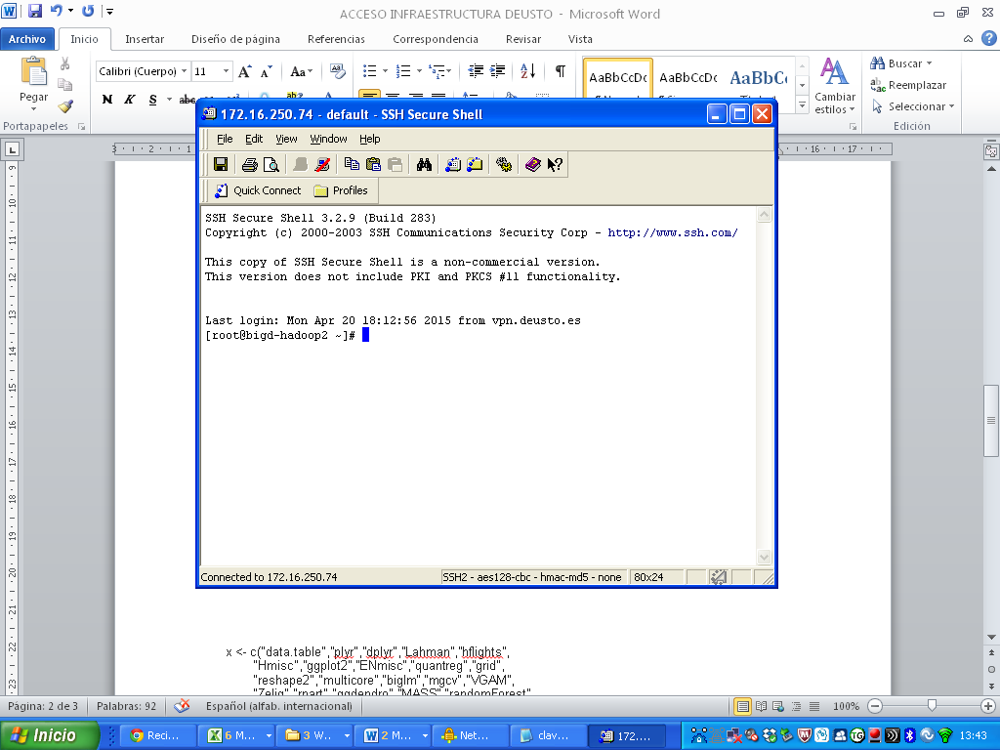 ACCESO INFRAESTRUCTURA DEUSTO - Microsoft Word
Archivo Inicio Insertar Diseño de página Referencias Correspondencia Revisar Vista
Pegar
Portapapeles
Calibri (Cuerpo) 11
N K S abc
AaBbCcDc AaBbCcDc AaBbCc
Cambiar
estilos
Buscar
Reemplazar
Seleccionar
Edición
172.16.250.74 - default - SSH Secure Shell
File Edit View Window Help
Quick Connect Profiles
SSH Secure Shell 3.2.9 (Build 283)
Copyright (c) 2000-2003 SSH Communications Security Corp - http://www.ssh.com/
This copy of SSH Secure Shell is a non-commercial version.
This version does not include PKI and PKCS #11 functionality.
Last login: Mon Apr 20 18:12:56 2015 from vpn.deusto.es
[root@bigd-hadoop2 ~]#
Connected to 172.16.250.74 SSH2 - aes128-cbc - hmac-md5 - none 80x24
x <- c("data.table","plyr","dplyr","Lahman","hflights",
"Hmisc","ggplot2","ENmisc","quantreg","grid",
"reshape2","multicore","biglm","mgcv","VGAM",
"Zelig","rpart","ggdendro","MASS","randomForest"
Página: 2 de 3 Palabras: 92 Español (alfab. internacional) 100%
Inicio Reci... 6 M... 3 W... 2 M... Net... clav... 172.... 13:43